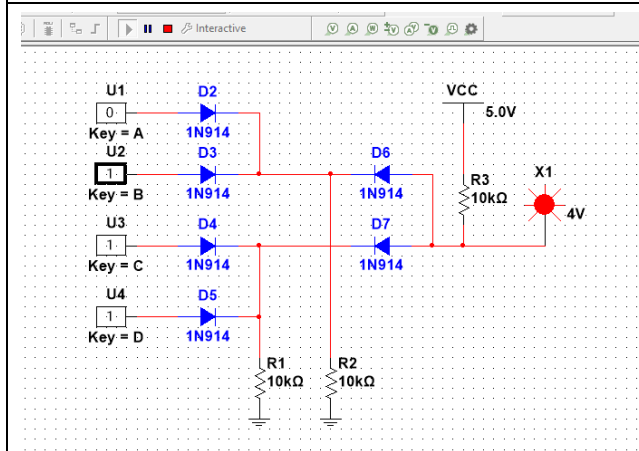 Interactive
U1
0
Key = A
D2
1N914
U2
1
Key = B
D3
1N914
D6
1N914
VCC
5.0V
R3
10kΩ
X1
4V
U3
1
Key = C
D4
1N914
D7
1N914
U4
1
Key = D
D5
1N914
R1
10kΩ
R2
10kΩ